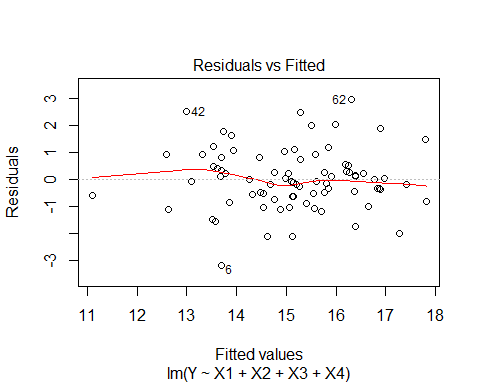 Residuals vs Fitted
Residuals
3
1
0
-1
-3
42
62
6
11 12 13 14 15 16 17 18
Fitted values
lm(Y ~ X1 + X2 + X3 + X4)